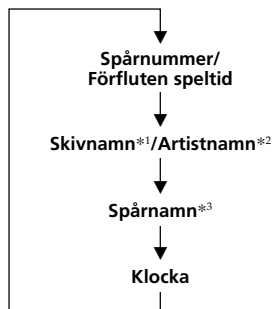 Spårnummer/
Förfluten speltid
Skivnamn*1/Artistnamn*2
Spårnamn*3
Klocka